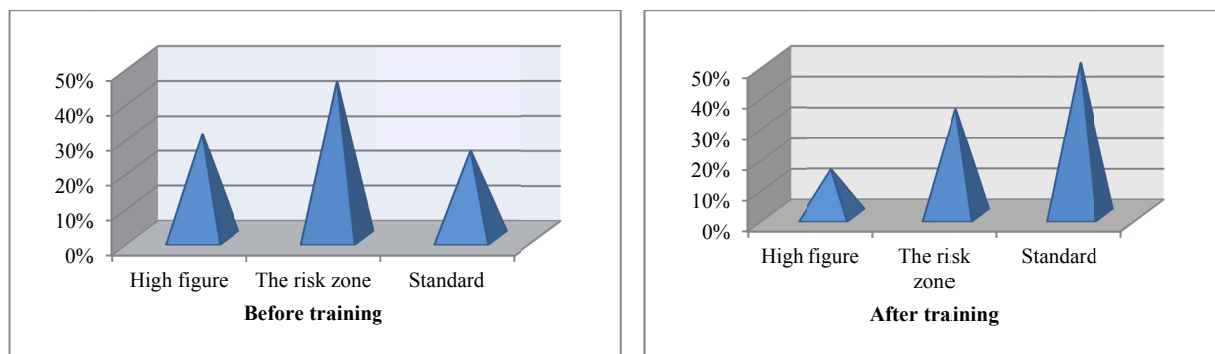 50%
40%
30%
20%
10%
0%
High figure
The risk zone
Standard
Before training
50%
40%
30%
20%
10%
0%
High figure
The risk
zone
Standard
After training